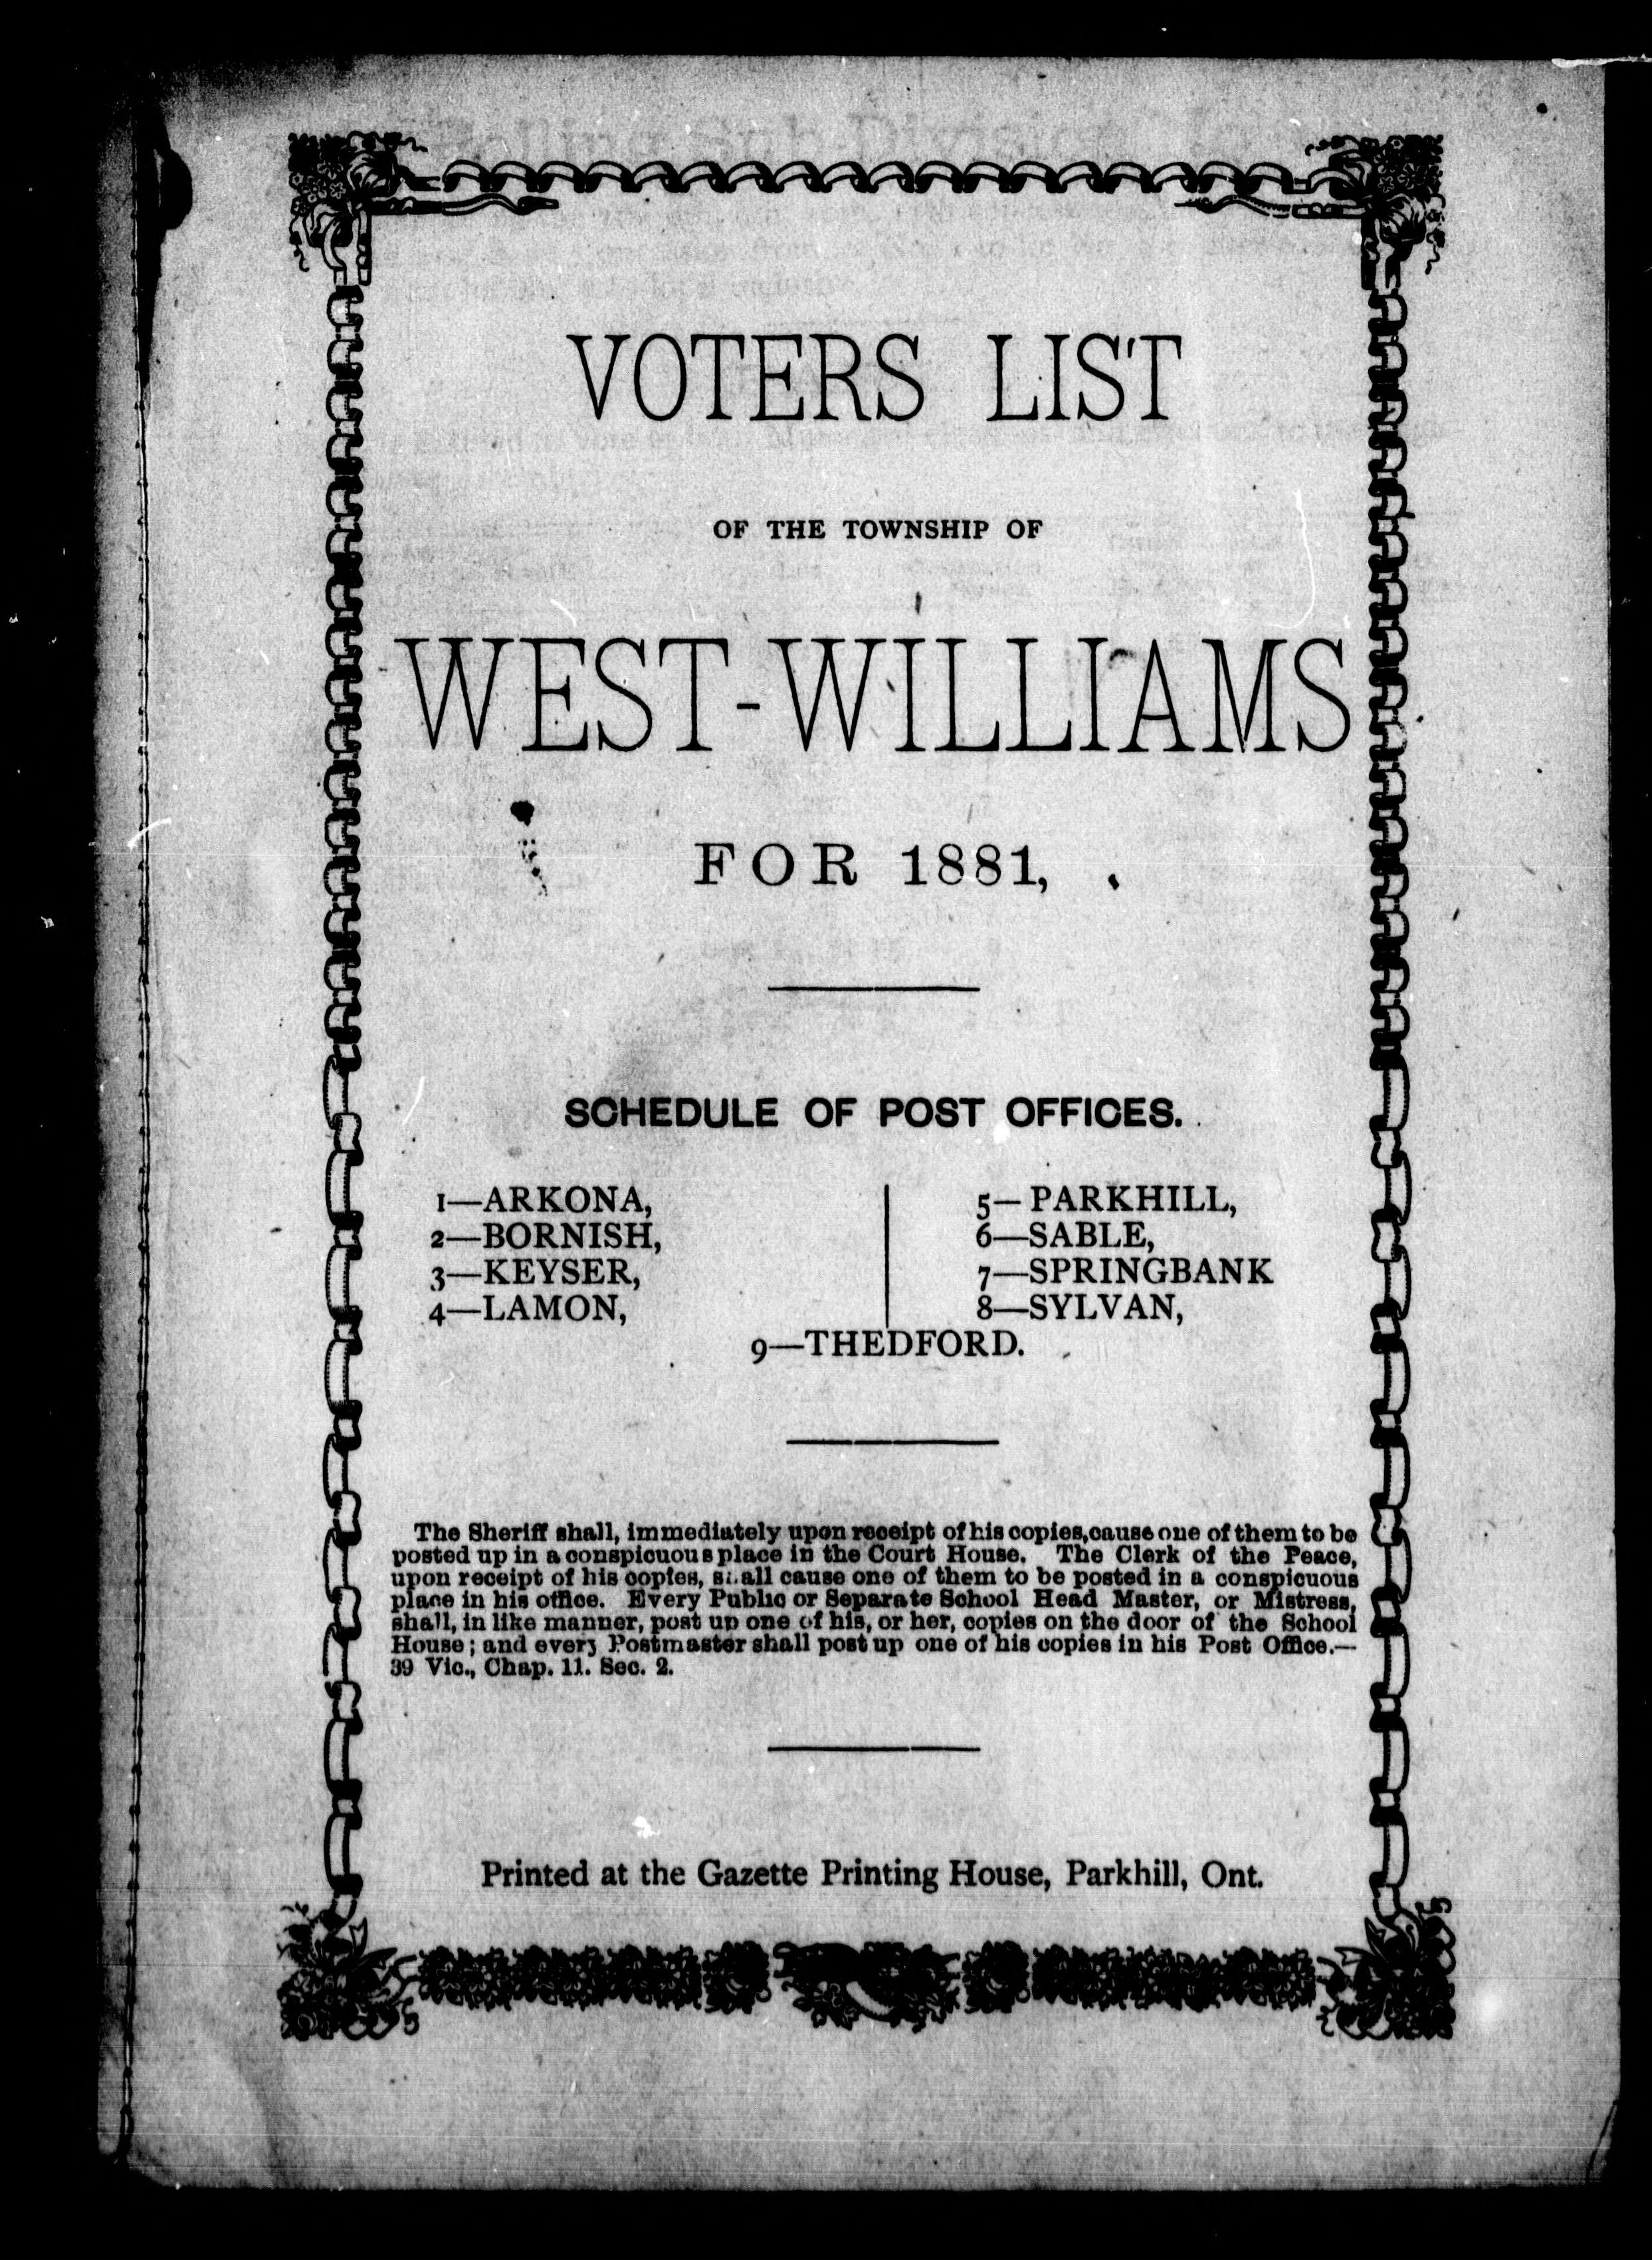 VOTERS LIST
OF THE TOWNSHIP OF
WEST-WILLIAMS
FOR 1881,
SCHEDULE OF POST OFFICES.
1—ARKONA,
2—BORNISH,
3—KEYSER,
4—LAMON,
5—PARKHILL,
6—SABLE,
7—SPRINGBANK
8—SYLVAN,
9—THEDFORD.
The Sheriff shall, immediately upon receipt of his copies, cause one of them to be
posted up in a conspicuous place in the Court House. The Clerk of the Peace,
upon receipt of his copies, shall cause one of them to be posted in a conspicuous
place in his office. Every Public or Separate School Head Master, or Mistress,
shall, in like manner, post up one of his, or her, copies on the door of the School
House; and every Postmaster shall post up one of his copies in his Post Office.—
39 Vic., Chap. 11. Sec. 2.
Printed at the Gazette Printing House, Parkhill, Ont.